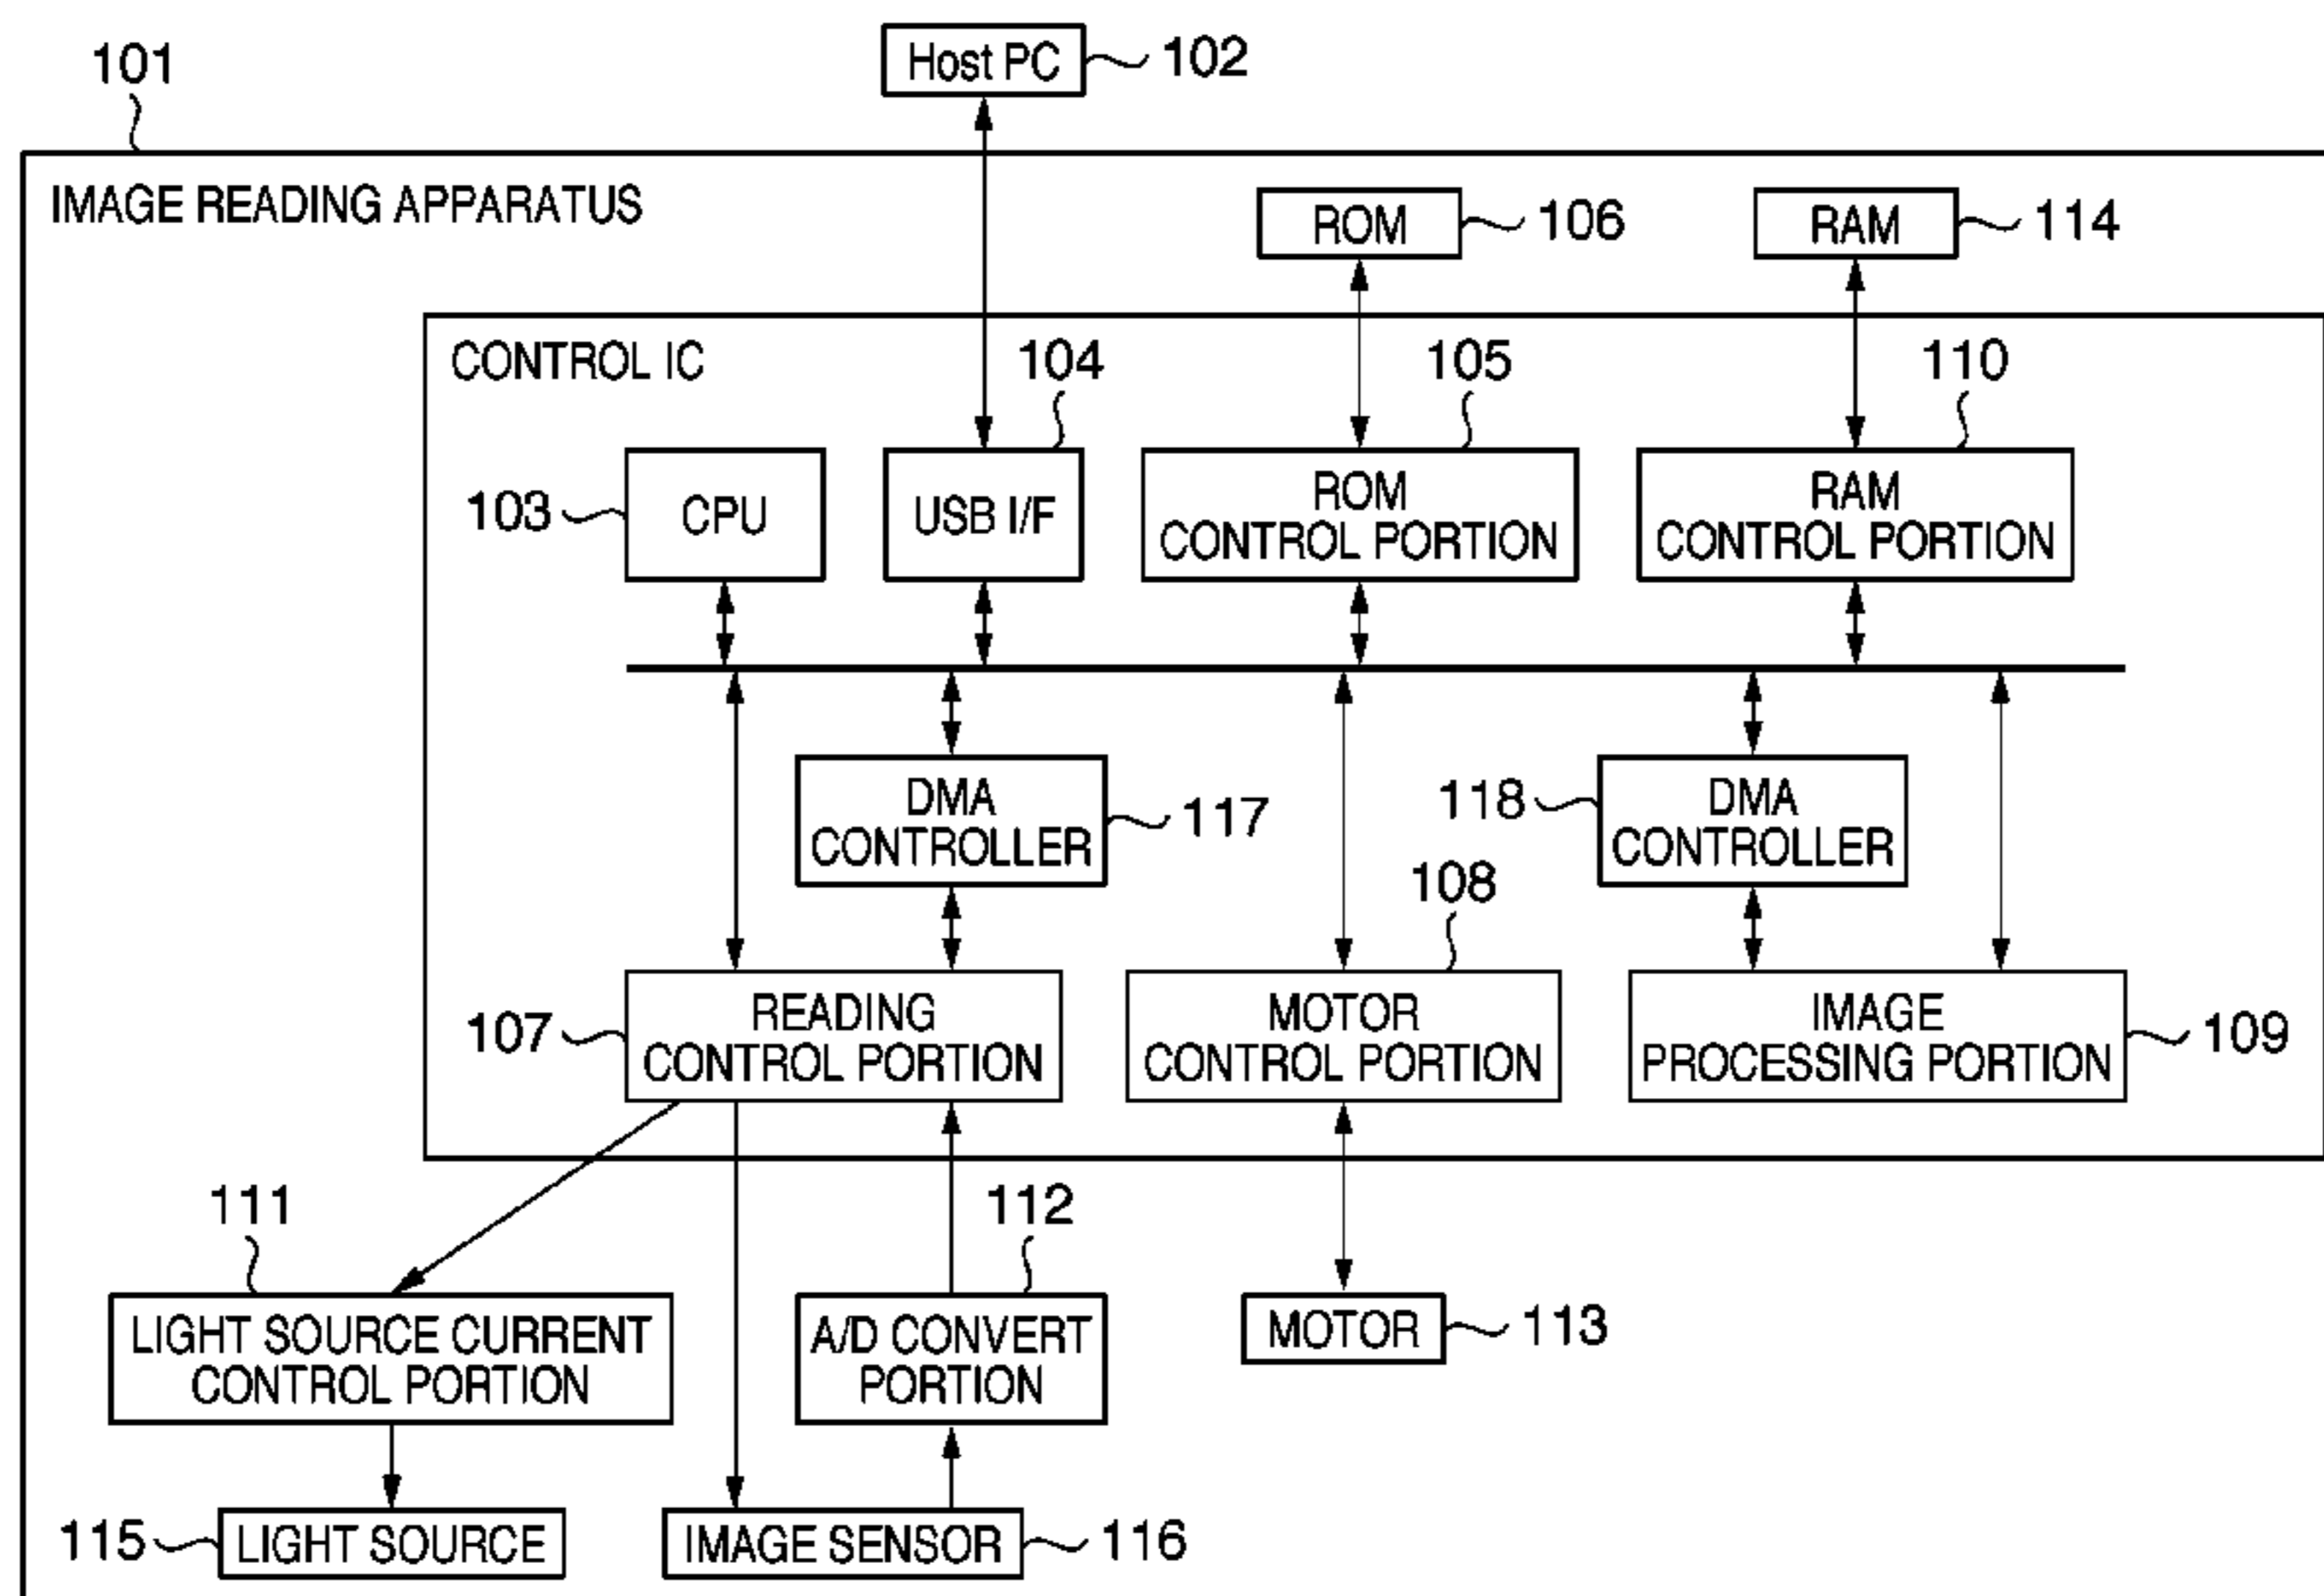 101
Host PC
102
IMAGE READING APPARATUS
ROM
106
RAM
114
CONTROL IC
104
105
110
103
CPU
USB I/F
ROM
CONTROL PORTION
RAM
CONTROL PORTION
DMA
CONTROLLER
117
118
DMA
CONTROLLER
108
107
READING
CONTROL PORTION
MOTOR
CONTROL PORTION
IMAGE
PROCESSING PORTION
109
111
112
LIGHT SOURCE CURRENT
CONTROL PORTION
A/D CONVERT
PORTION
MOTOR
113
115
LIGHT SOURCE
IMAGE SENSOR
116